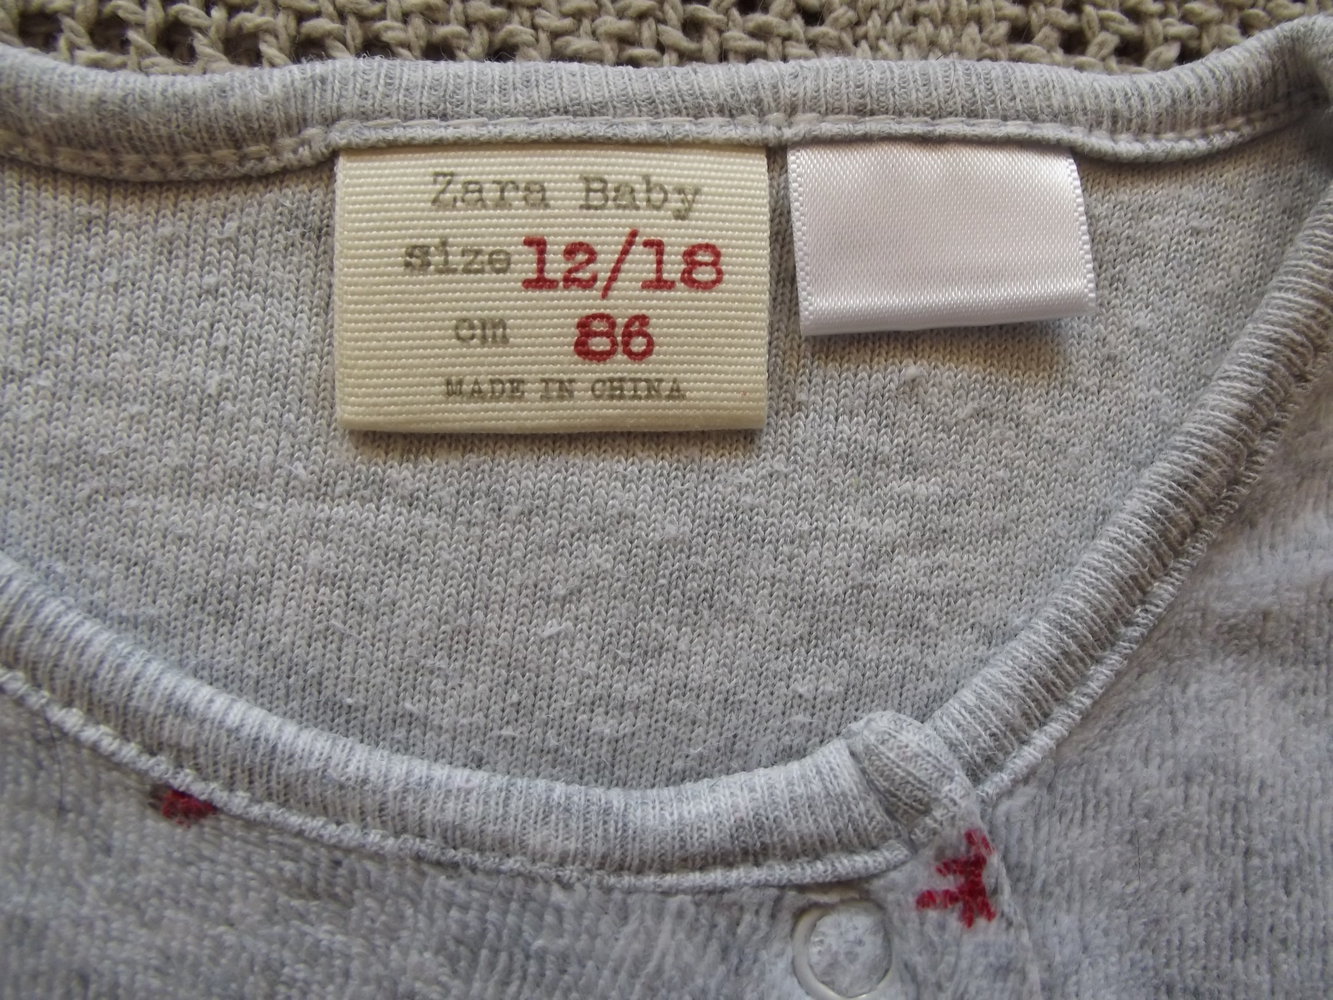 Zara Baby
size 12/18
cm 86
MADE IN CHINA